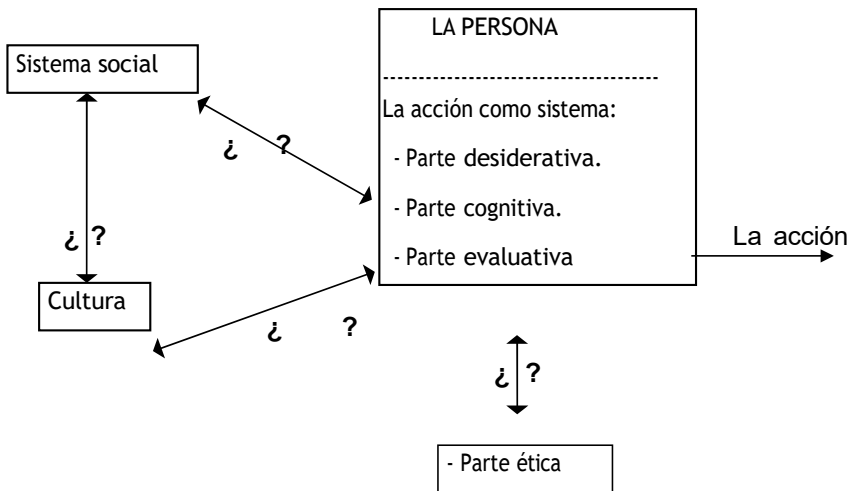 LA PERSONA
Sistema social
------------------------------------
La acción como sistema:
¿ ?
- Parte desiderativa.
- Parte cognitiva.
¿ ?
La acción
- Parte evaluativa
Cultura
¿ ?
¿ ?
- Parte ética